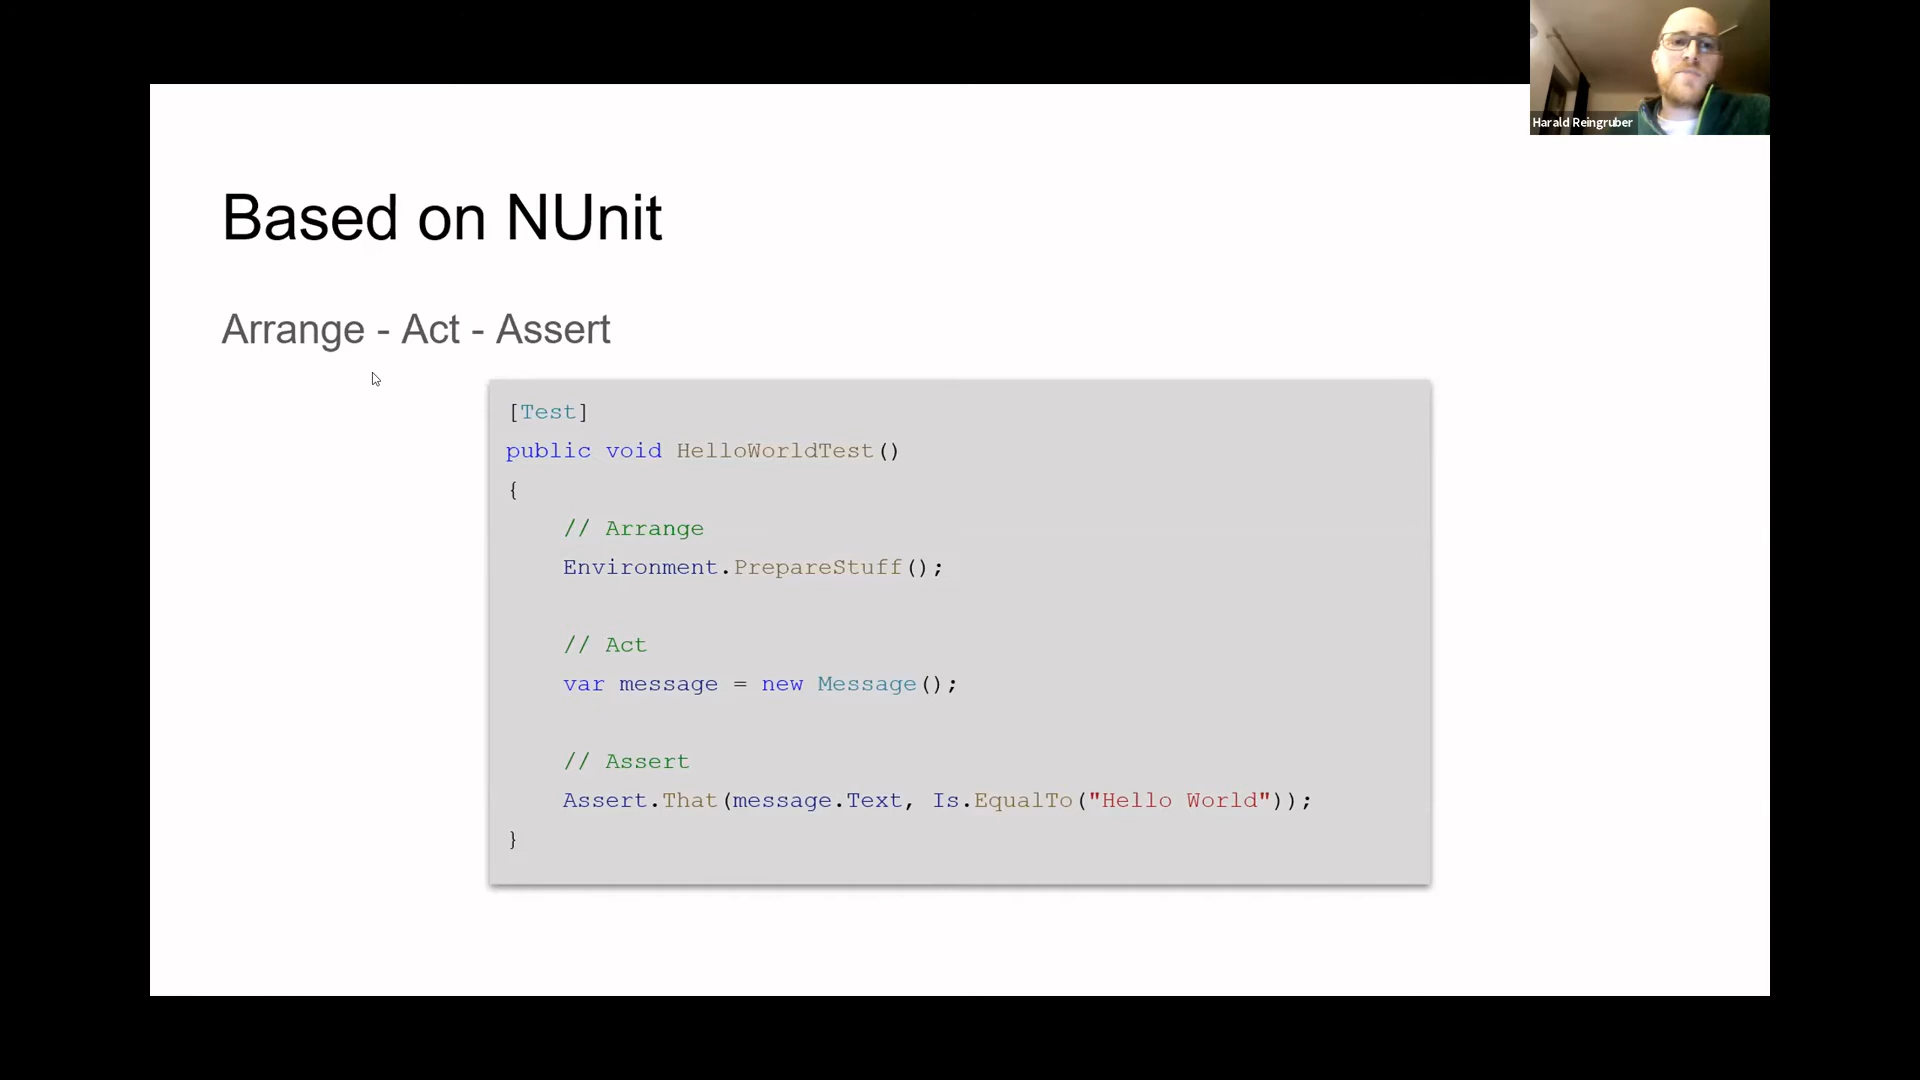 Harald Reingruber
Based on NUnit
Arrange - Act - Assert
[Test]
public void HelloWorldTest()
{
// Arrange
Environment.PrepareStuff();
// Act
var message = new Message();
// Assert
Assert.That(message.Text, Is.EqualTo("Hello World"));
}